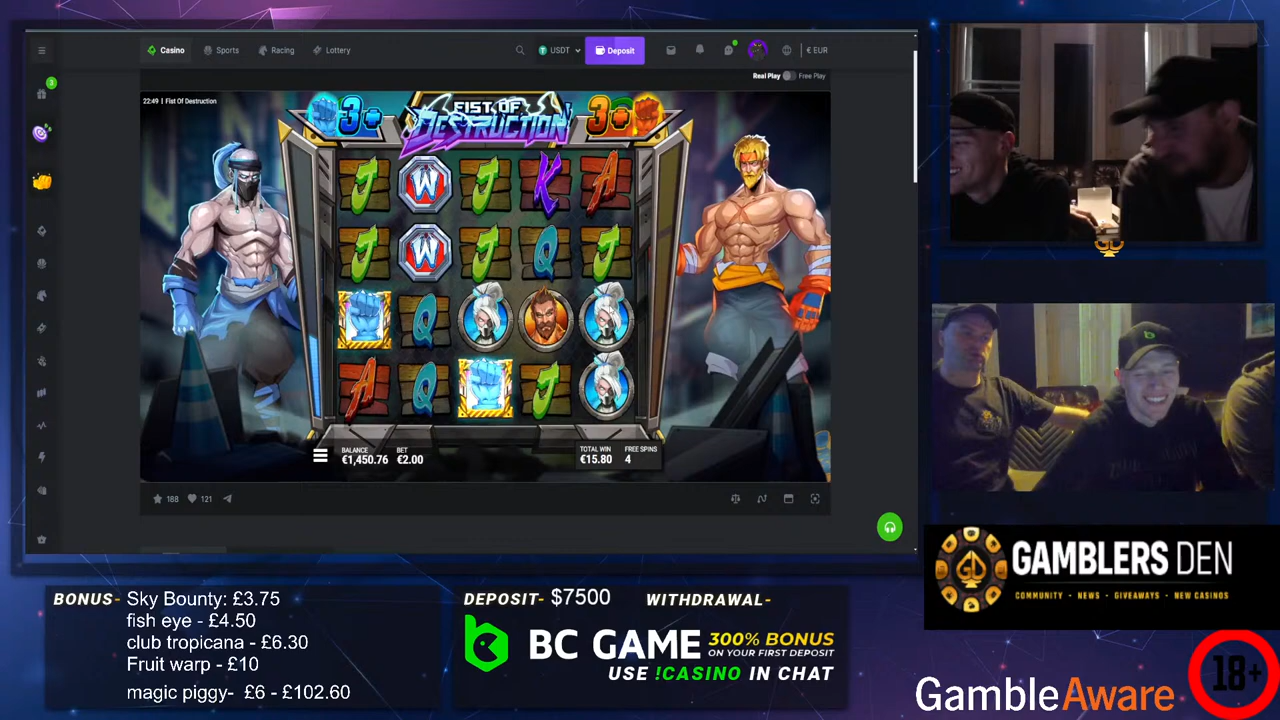 Casino
Sports
Racing
Lottery
USDT
Deposit
€ EUR
3
Real Play
Free Play
22:49 | Fist Of Destruction
3+
FIST OF
DESTRUCTION
3+
J W J K A
J W J Q J
Q
A Q J
BALANCE
€1,450.76
BET
€2.00
TOTAL WIN
€15.80
FREE SPINS
4
188
121
BONUS- Sky Bounty: £3.75
fish eye - £4.50
club tropicana - £6.30
Fruit warp - £10
magic piggy- £6 - £102.60
DEPOSIT- $7500
WITHDRAWAL-
BC GAME
300% BONUS
ON YOUR FIRST DEPOSIT
USE !CASINO IN CHAT
GD
GAMBLERS DEN
COMMUNITY - NEWS - GIVEAWAYS - NEW CASINOS
GambleAware
18+